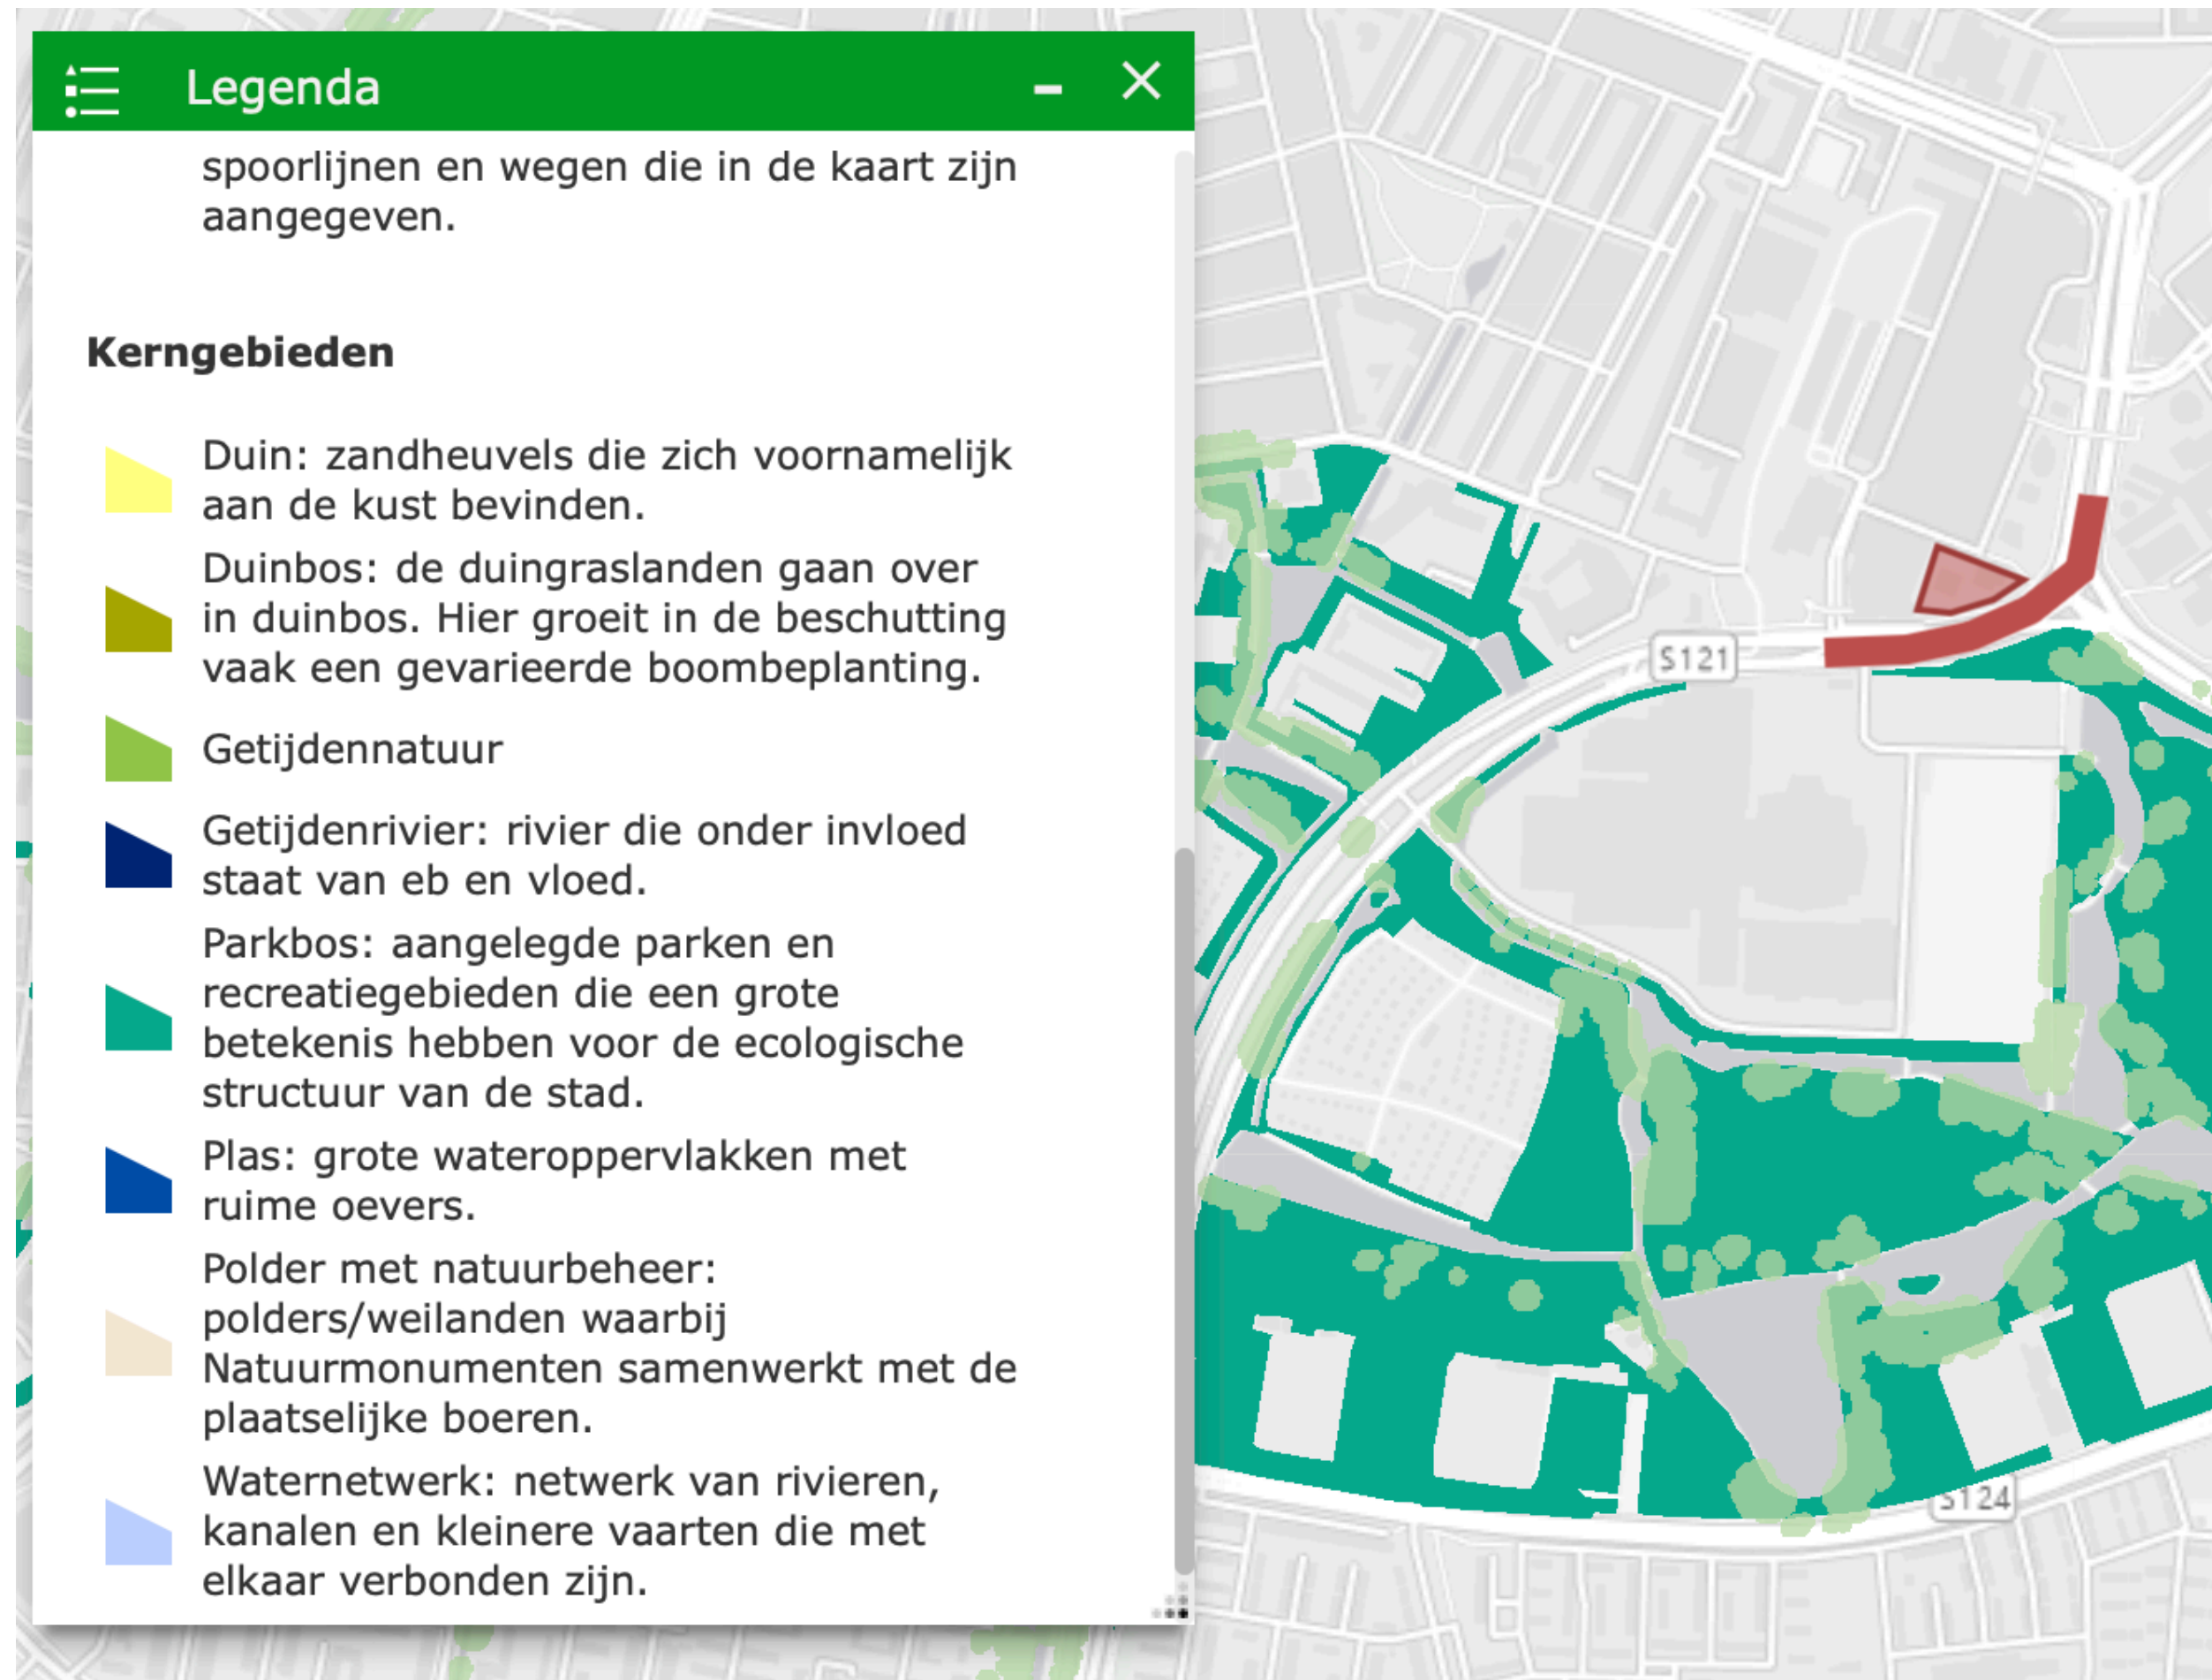 Legenda
spoorlijnen en wegen die in de kaart zijn
aangegeven.
Kerngebieden
Duin: zandheuvels die zich voornamelijk
aan de kust bevinden.
Duinbos: de duingraslanden gaan over
in duinbos. Hier groeit in de beschutting
vaak een gevarieerde boombeplanting.
Getijdennatuur
Getijdenrivier: rivier die onder invloed
staat van eb en vloed.
Parkbos: aangelegde parken en
recreatiegebieden die een grote
betekenis hebben voor de ecologische
structuur van de stad.
Plas: grote wateroppervlakken met
ruime oevers.
Polder met natuurbeheer:
polders/weilanden waarbij
Natuurmonumenten samenwerkt met de
plaatselijke boeren.
Waternetwerk: netwerk van rivieren,
kanalen en kleinere vaarten die met
elkaar verbonden zijn.
S121
S124